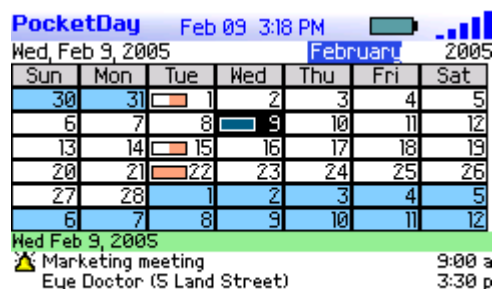 PocketDay Feb 09 3:18 PM
Wed, Feb 9, 2005 February 2005
Sun Mon Tue Wed Thu Fri Sat
30 31 1 2 3 4 5
6 7 8 9 10 11 12
13 14 15 16 17 18 19
20 21 22 23 24 25 26
27 28 1 2 3 4 5
6 7 8 9 10 11 12
Wed Feb 9, 2005
Marketing meeting 9:00 a
Eye Doctor (5 Land Street) 3:30 p